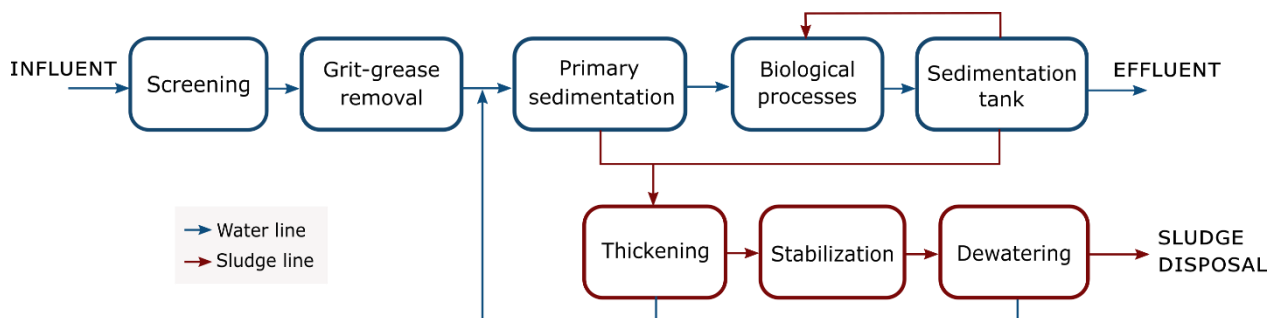 INFLUENT
Screening
Grit-grease
removal
Primary
sedimentation
Biological
processes
Sedimentation
tank
EFFLUENT
Water line
Sludge line
Thickening
Stabilization
Dewatering
SLUDGE
DISPOSAL